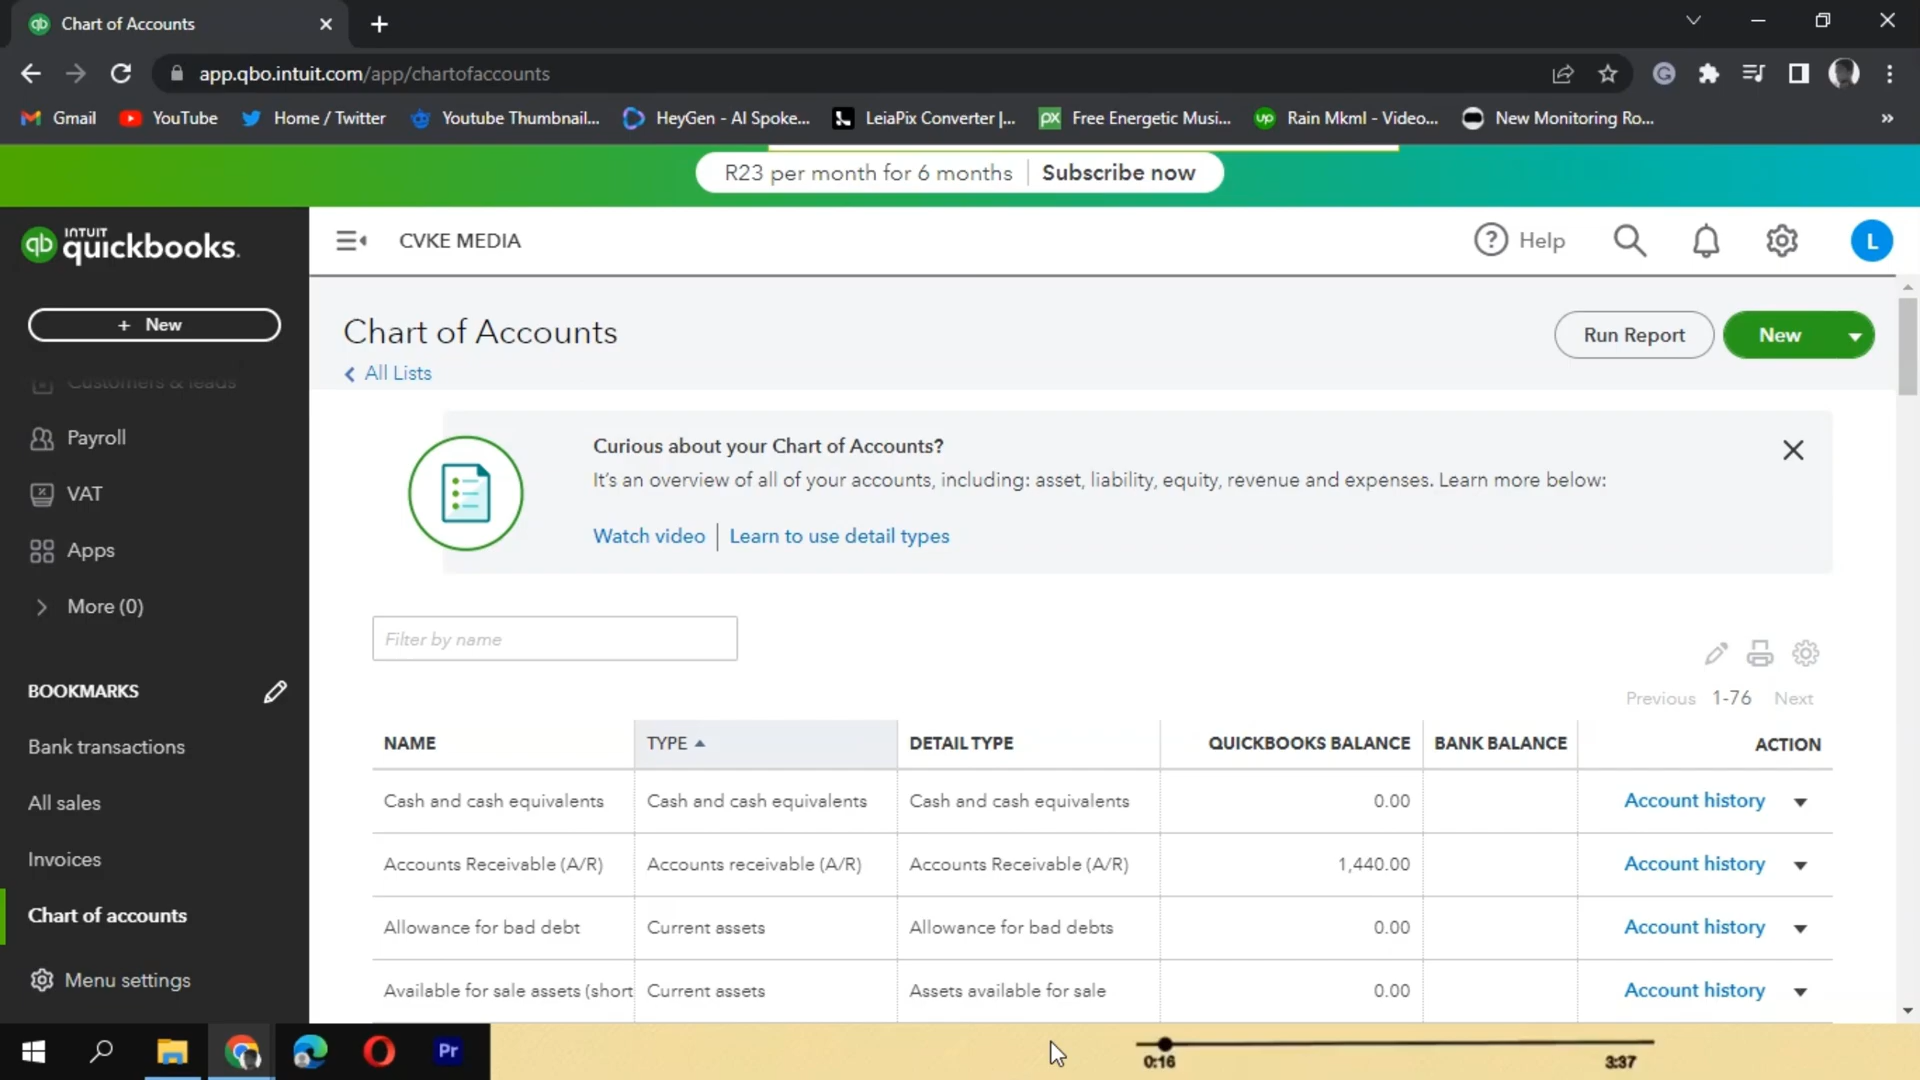 Chart of Accounts
app.qbo.intuit.com/app/chartofaccounts
Gmail YouTube Home / Twitter Youtube Thumbnail... HeyGen - AI Spoke... LeiaPix Converter |... Free Energetic Musi... Rain Mkml - Video... New Monitoring Ro... »
R23 per month for 6 months Subscribe now
INTUIT
quickbooks.
CVKE MEDIA
Help
L
+ New
Customers & leads
Payroll
VAT
Apps
More (0)
BOOKMARKS
Bank transactions
All sales
Invoices
Chart of accounts
Menu settings
Chart of Accounts
All Lists
Run Report
New
Curious about your Chart of Accounts?
It's an overview of all of your accounts, including: asset, liability, equity, revenue and expenses. Learn more below:
Watch video | Learn to use detail types
Filter by name
Previous 1-76 Next
NAME TYPE DETAIL TYPE QUICKBOOKS BALANCE BANK BALANCE ACTION
Cash and cash equivalents Cash and cash equivalents Cash and cash equivalents 0.00 Account history
Accounts Receivable (A/R) Accounts receivable (A/R) Accounts Receivable (A/R) 1,440.00 Account history
Allowance for bad debt Current assets Allowance for bad debts 0.00 Account history
Available for sale assets (short Current assets Assets available for sale 0.00 Account history
Pr
0:16 3:37